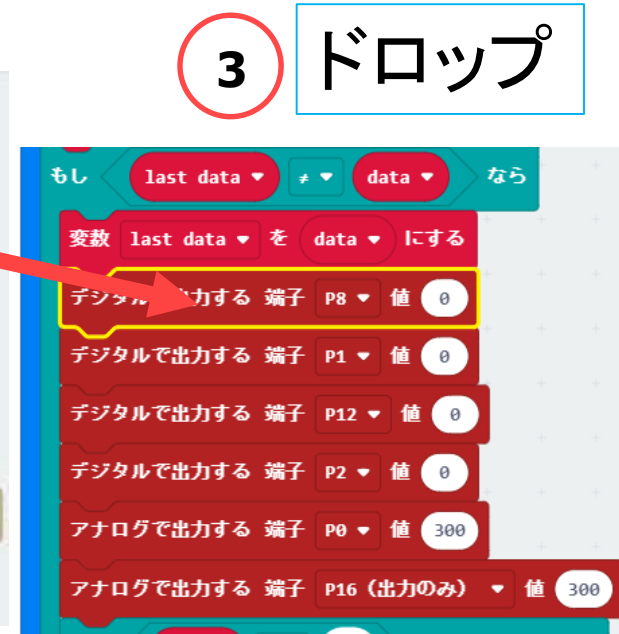 3 ドロップ
もし last data ≠ data なら
変数 last data を data にする
デジタルで出力する 端子 P8 値 0
デジタルで出力する 端子 P1 値 0
デジタルで出力する 端子 P12 値 0
デジタルで出力する 端子 P2 値 0
アナログで出力する 端子 P0 値 300
アナログで出力する 端子 P16（出力のみ） 値 300